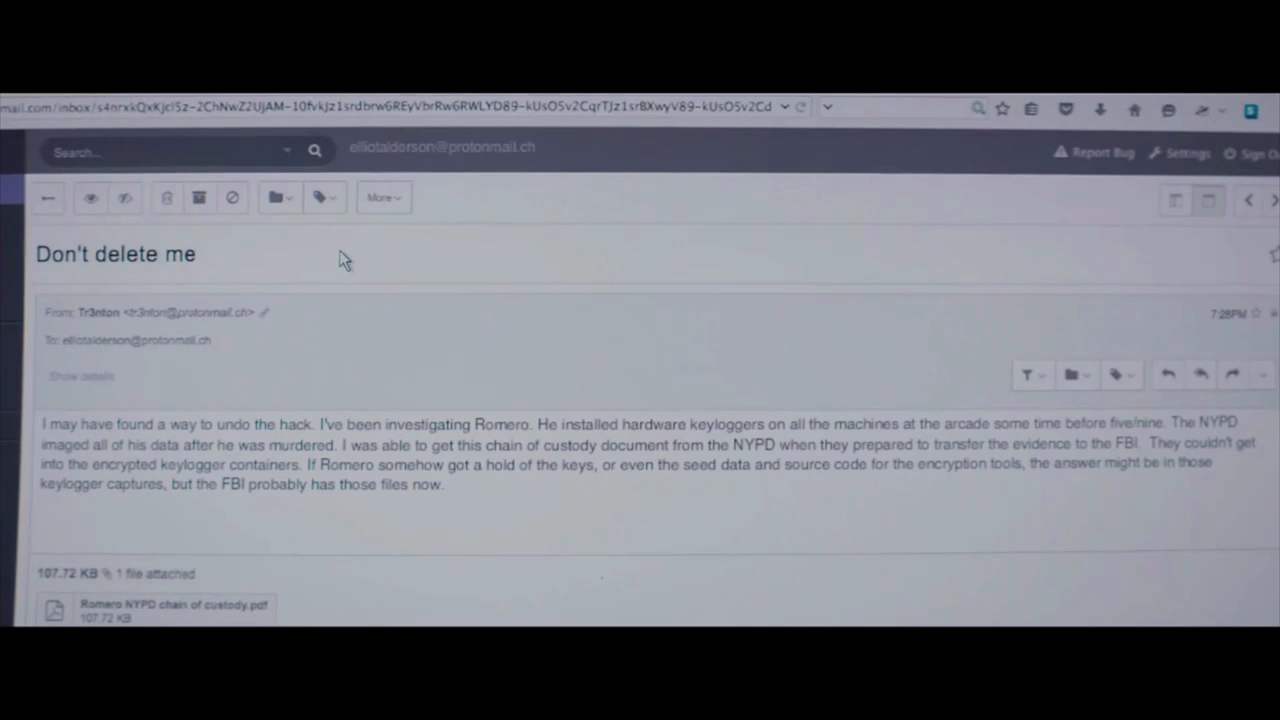 Search...
elliotalderson@protonmail.ch
Report Bug
Settings
Sign
More
Don't delete me
From: Tr3nton <tr3nton@protonmail.ch>
7:28PM
To: elliotalderson@protonmail.ch
Show details
I may have found a way to undo the hack. I've been investigating Romero. He installed hardware keyloggers on all the machines at the arcade some time before five/nine. The NYPD
imaged all of his data after he was murdered. I was able to get this chain of custody document from the NYPD when they prepared to transfer the evidence to the FBI. They couldn't get
into the encrypted keylogger containers. If Romero somehow got a hold of the keys, or even the seed data and source code for the encryption tools, the answer might be in those
keylogger captures, but the FBI probably has those files now.
107.72 KB 1 file attached
Romero NYPD chain of custody.pdf
107.72 KB